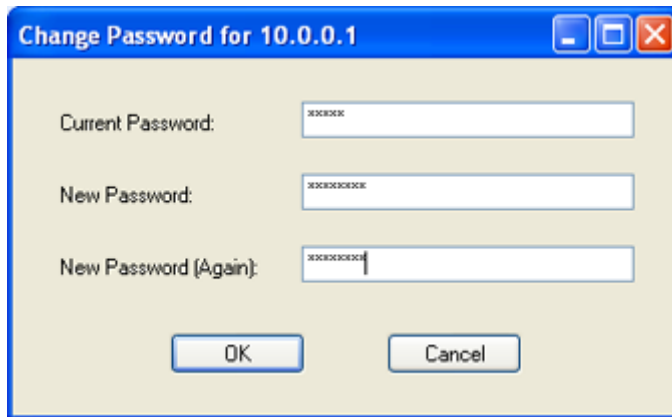 Change Password for 10.0.0.1
Current Password: *****
New Password: ********
New Password (Again): ********
OK Cancel